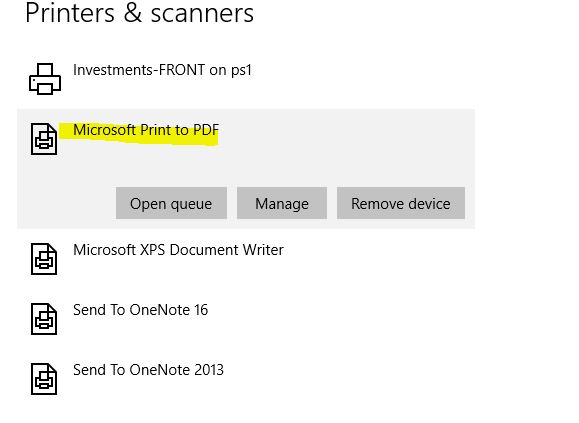 Printers & scanners
Investments-FRONT on ps1
Microsoft Print to PDF
Open queue Manage Remove device
Microsoft XPS Document Writer
Send To OneNote 16
Send To OneNote 2013